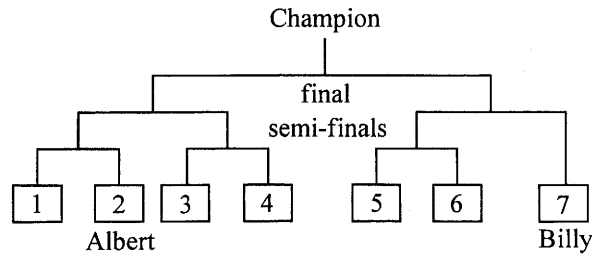 Champion
final
semi-finals
1 2 3 4 5 6 7
Albert Billy